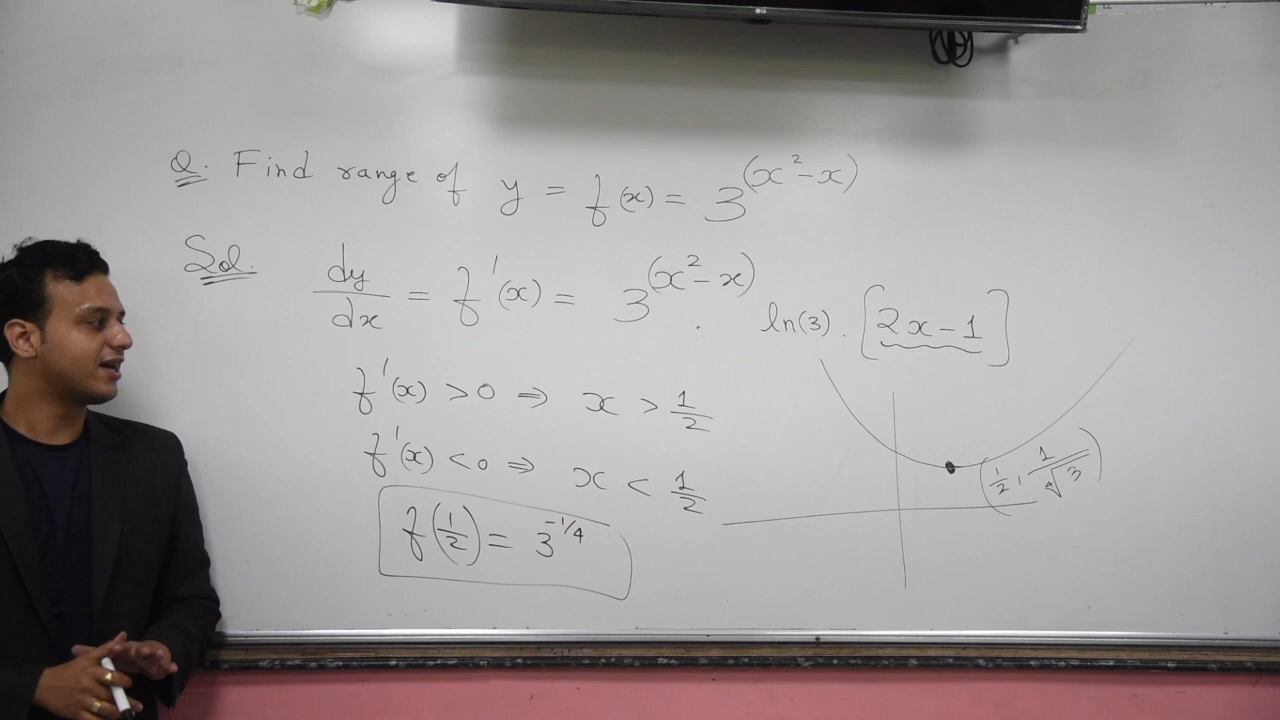 LG
Q. Find range of y = f(x) = 3^(x²-x)
Sol. dy/dx = f'(x) = 3^(x²-x) . ln(3) . [2x-1]
f'(x) > 0 ⇒ x > 1/2
f'(x) < 0 ⇒ x < 1/2
(1/2, 1/∜3)
f(1/2) = 3^(-1/4)